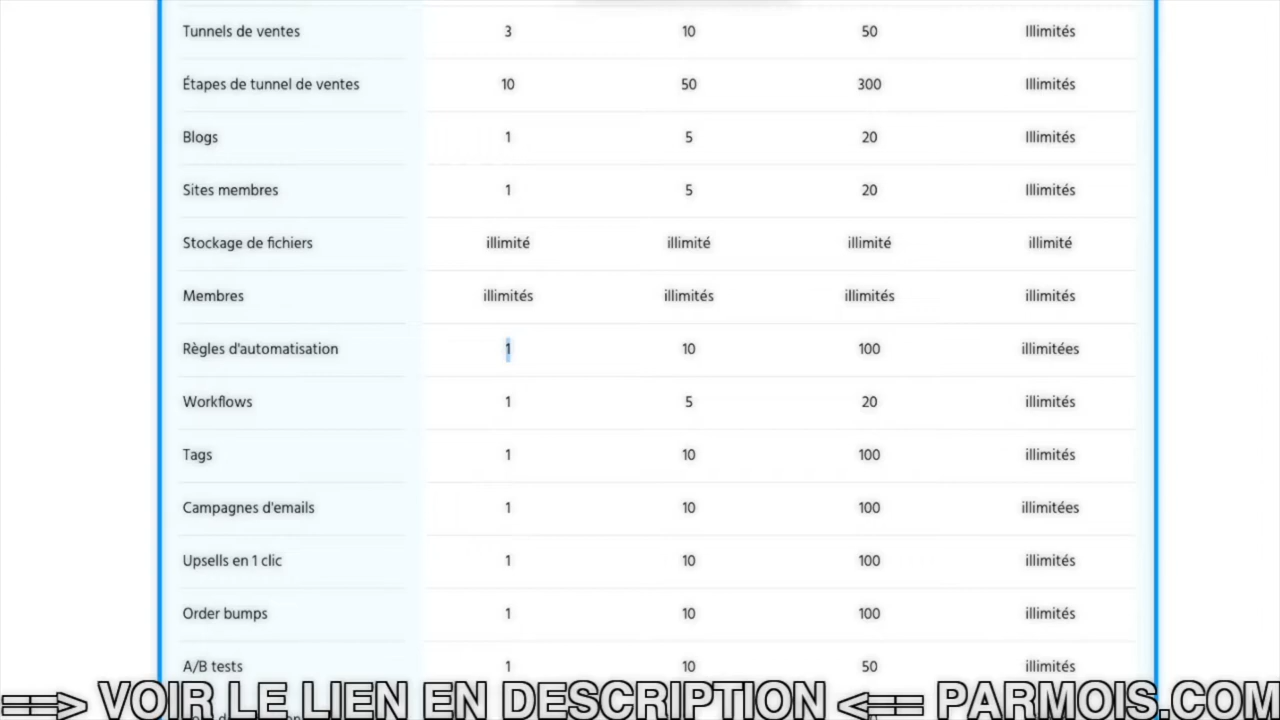 Tunnels de ventes 3 10 50 Illimités
Étapes de tunnel de ventes 10 50 300 Illimités
Blogs 1 5 20 Illimités
Sites membres 1 5 20 Illimités
Stockage de fichiers illimité illimité illimité illimité
Membres illimités illimités illimités illimités
Règles d'automatisation 1 10 100 illimitées
Workflows 1 5 20 illimités
Tags 1 10 100 illimités
Campagnes d'emails 1 10 100 illimitées
Upsells en 1 clic 1 10 100 illimités
Order bumps 1 10 100 illimités
A/B tests 1 10 50 illimités
==> VOIR LE LIEN EN DESCRIPTION <== PARMOIS.COM